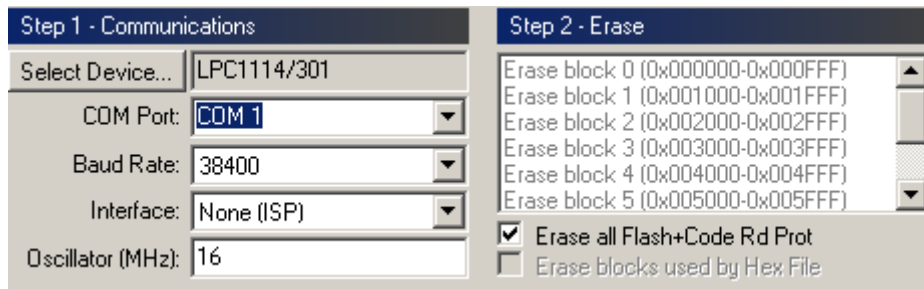 Step 1 - Communications
Select Device... LPC1114/301
COM Port: COM 1
Baud Rate: 38400
Interface: None (ISP)
Oscillator (MHz): 16
Step 2 - Erase
Erase block 0 (0x000000-0x000FFF)
Erase block 1 (0x001000-0x001FFF)
Erase block 2 (0x002000-0x002FFF)
Erase block 3 (0x003000-0x003FFF)
Erase block 4 (0x004000-0x004FFF)
Erase block 5 (0x005000-0x005FFF)
Erase all Flash+Code Rd Prot
Erase blocks used by Hex File